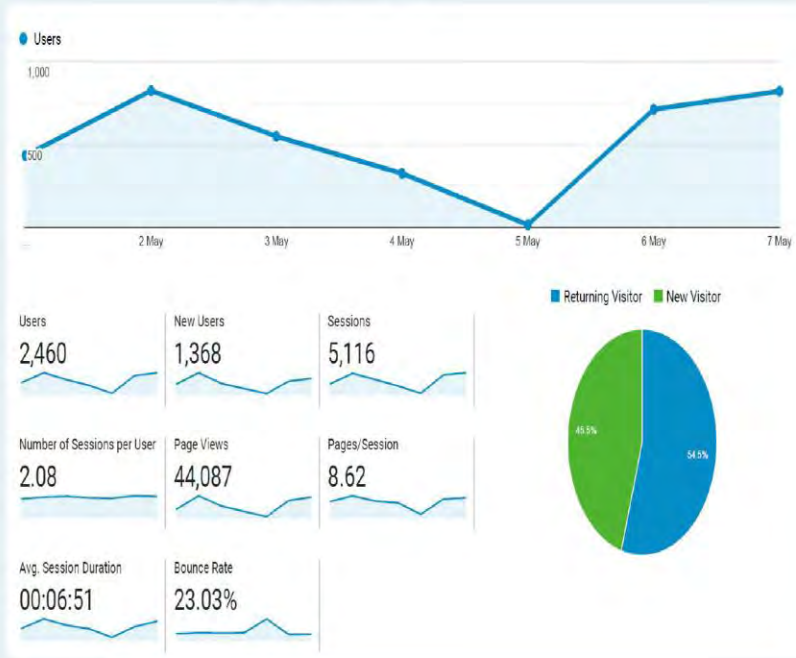 Users
1,000
500
...
2 May
3 May
4 May
5 May
6 May
7 May
Returning Visitor
New Visitor
Users
2,460
New Users
1,368
Sessions
5,116
Number of Sessions per User
2.08
Page Views
44,087
Pages/Session
8.62
Avg. Session Duration
00:06:51
Bounce Rate
23.03%
45.5%
54.5%